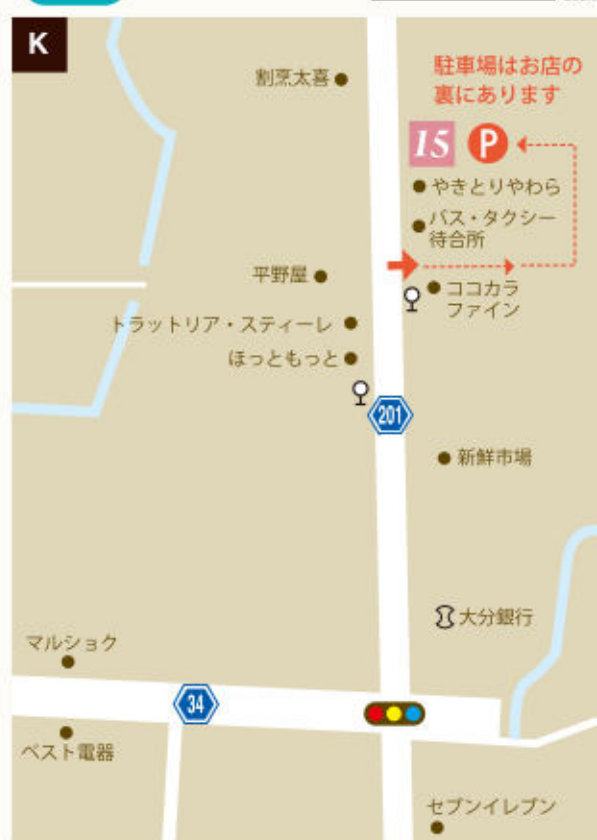 K
割烹太喜
駐車場はお店の
裏にあります
15 P
やきとりやわら
バス・タクシー
待合所
平野屋
ココカラ
ファイン
トラットリア・スティーレ
ほっともっと
201
新鮮市場
大分銀行
マルショク
34
ベスト電器
セブンイレブン